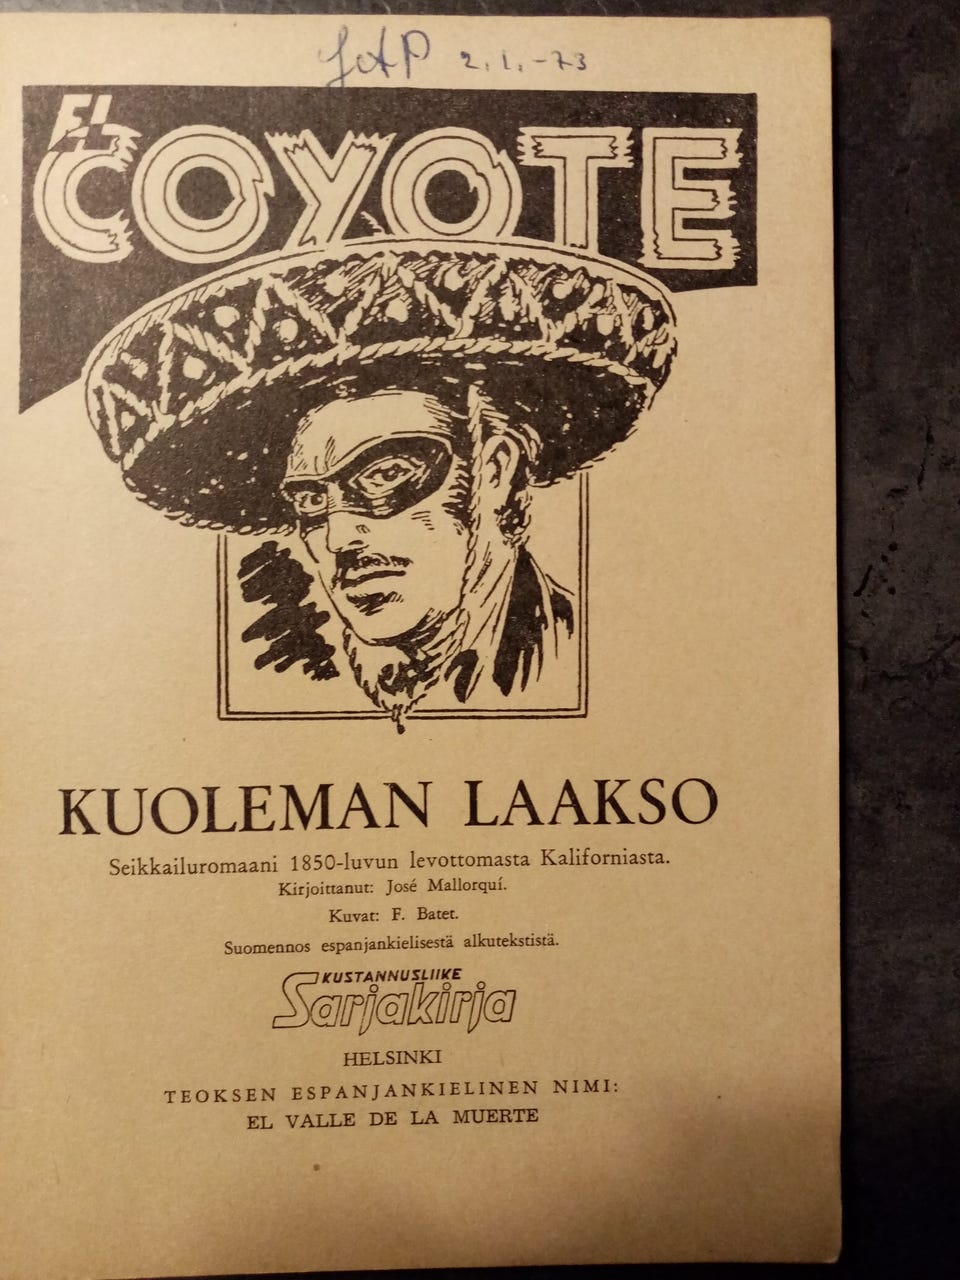 JAP 2.1.-73
EL
COYOTE
KUOLEMAN LAAKSO
Seikkailuromaani 1850-luvun levottomasta Kaliforniasta.
Kirjoittanut: José Mallorquí.
Kuvat: F. Batet.
Suomennos espanjankielisestä alkutekstistä.
KUSTANNUSLIIKE
Sarjakirja
HELSINKI
TEOKSEN ESPANJANKIELINEN NIMI:
EL VALLE DE LA MUERTE